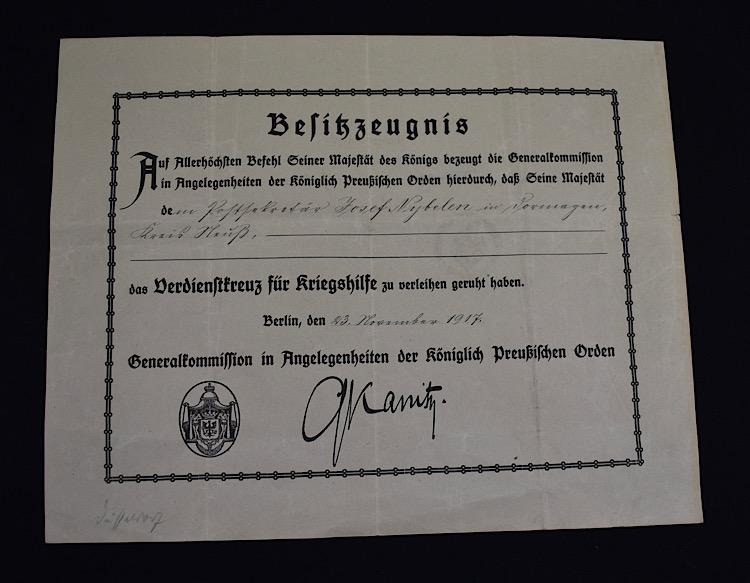 Besitzzeugnis
Auf Allerhöchsten Befehl Seiner Majestät des Königs bezeugt die Generalkommission
in Angelegenheiten der Königlich Preußischen Orden hierdurch, daß Seine Majestät
dem Postsekretär Josef Nybelen in Dormagen,
Kreis Neuß,
das Verdienstkreuz für Kriegshilfe zu verleihen geruht haben.
Berlin, den 23. November 1917.
Generalkommission in Angelegenheiten der Königlich Preußischen Orden
GKanitz.
Düsseldorf